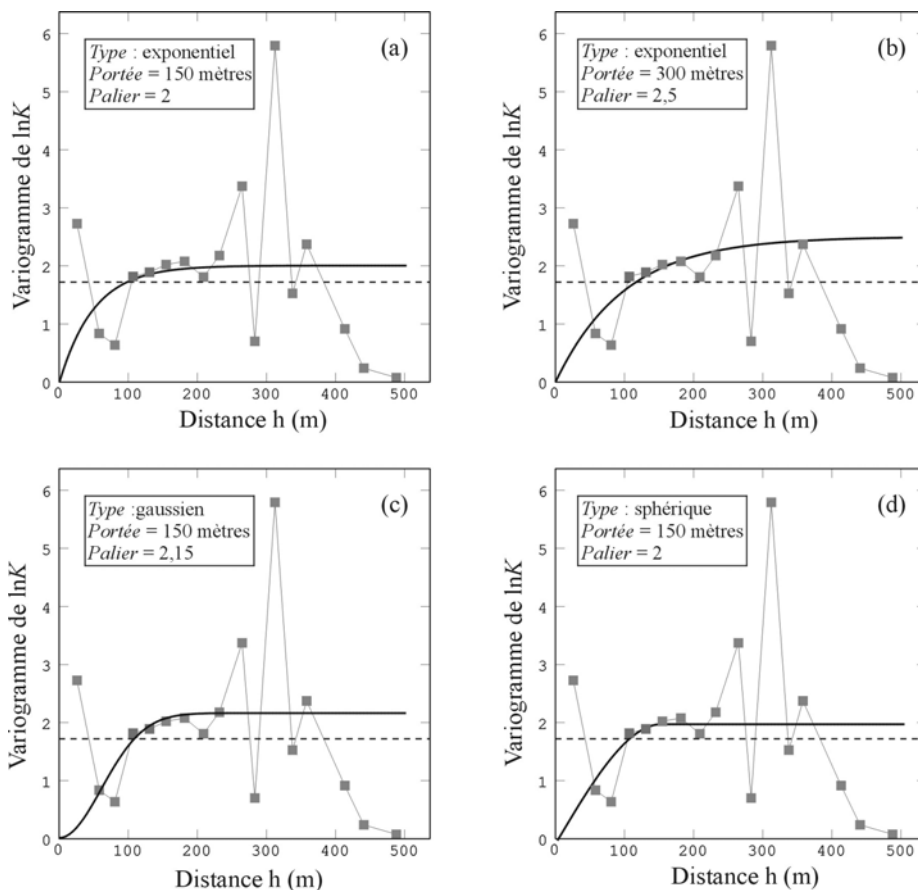 (a)
Type : exponentiel
Portée = 150 mètres
Palier = 2
Variogramme de lnK
6
5
4
3
2
1
0
0 100 200 300 400 500
Distance h (m)
(b)
Type : exponentiel
Portée = 300 mètres
Palier = 2,5
Variogramme de lnK
6
5
4
3
2
1
0
0 100 200 300 400 500
Distance h (m)
(c)
Type :gaussien
Portée = 150 mètres
Palier = 2,15
Variogramme de lnK
6
5
4
3
2
1
0
0 100 200 300 400 500
Distance h (m)
(d)
Type : sphérique
Portée = 150 mètres
Palier = 2
Variogramme de lnK
6
5
4
3
2
1
0
0 100 200 300 400 500
Distance h (m)